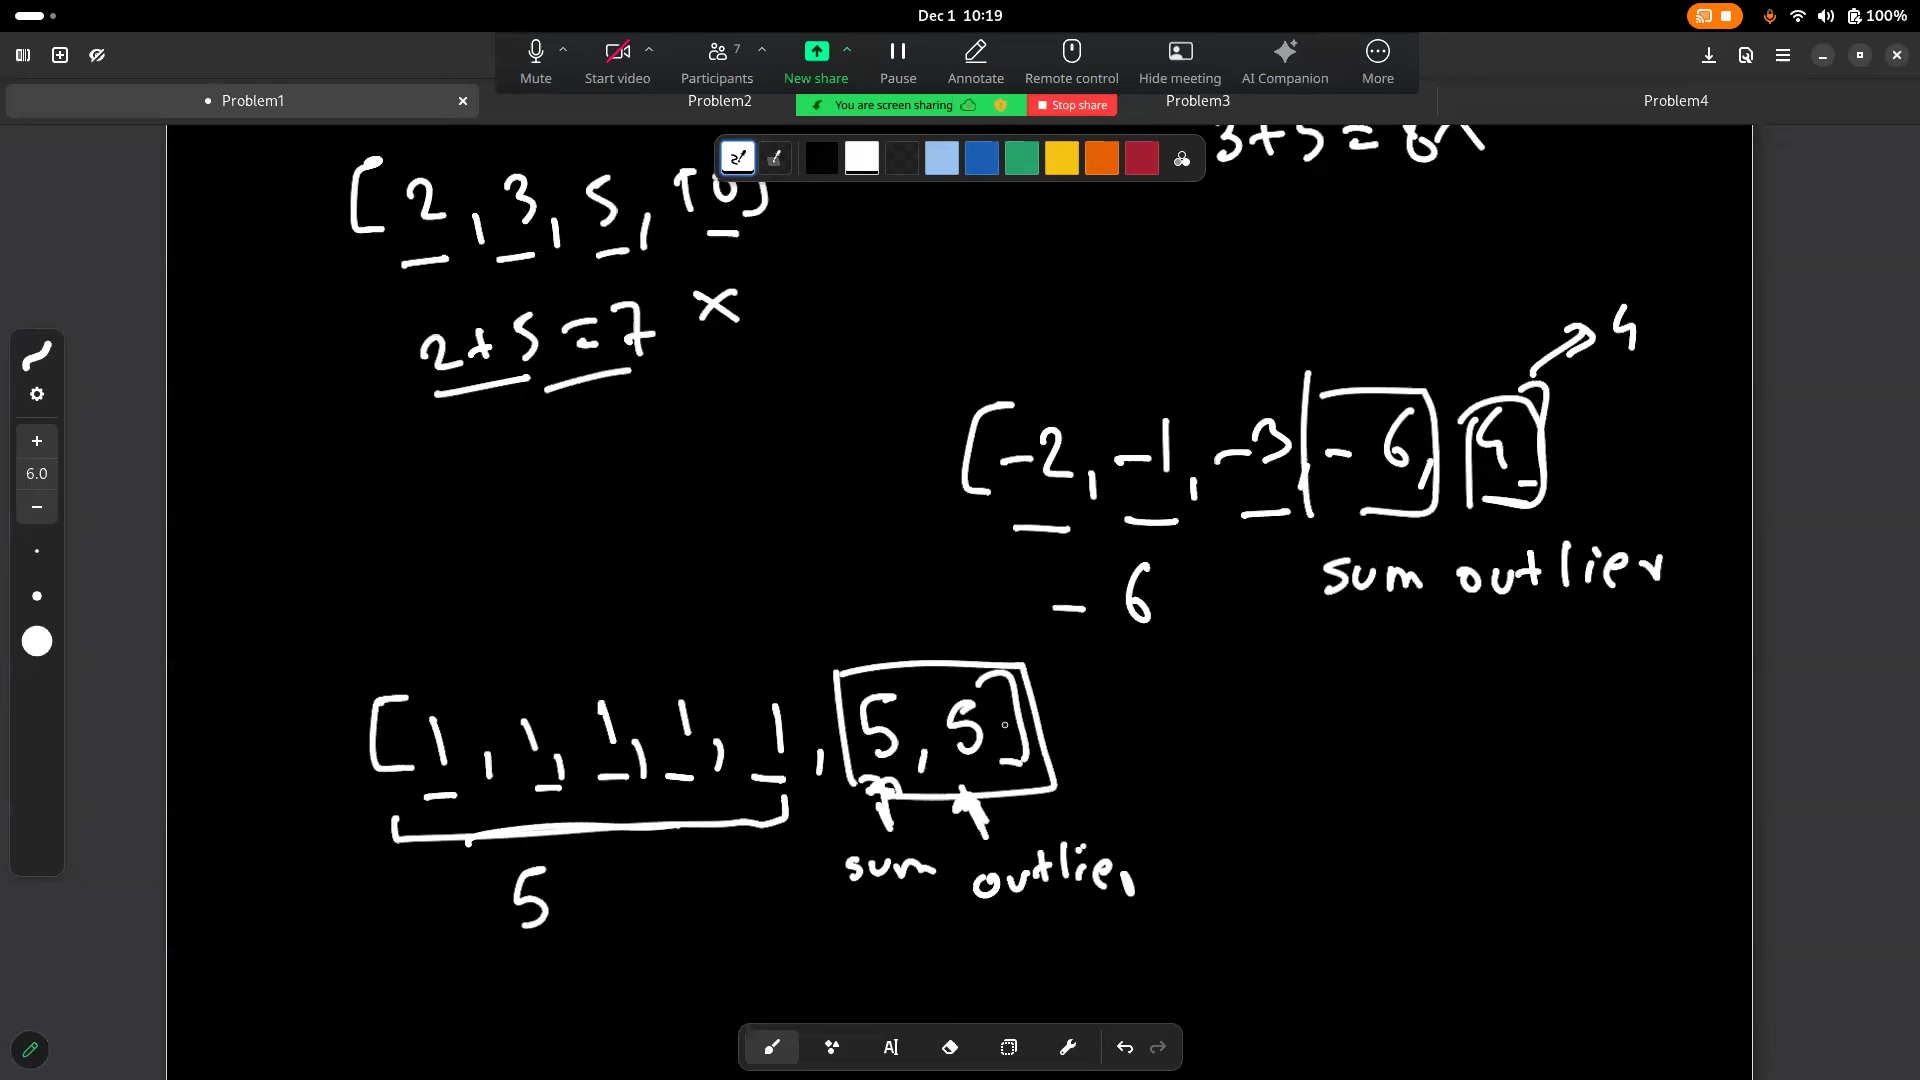 Dec 1 10:19
100%
Mute
Start video
Participants
7
New share
Pause
Annotate
Remote control
Hide meeting
AI Companion
More
Problem1
Problem2
You are screen sharing
Stop share
Problem3
Problem4
3+5=8
[2,3,5,10]
2+5=7 x
6.0
4
[-2,-1,-3,-6,4]
sum outlier
-6
[1,1,1,1,1,5,5]
sum outlier
5